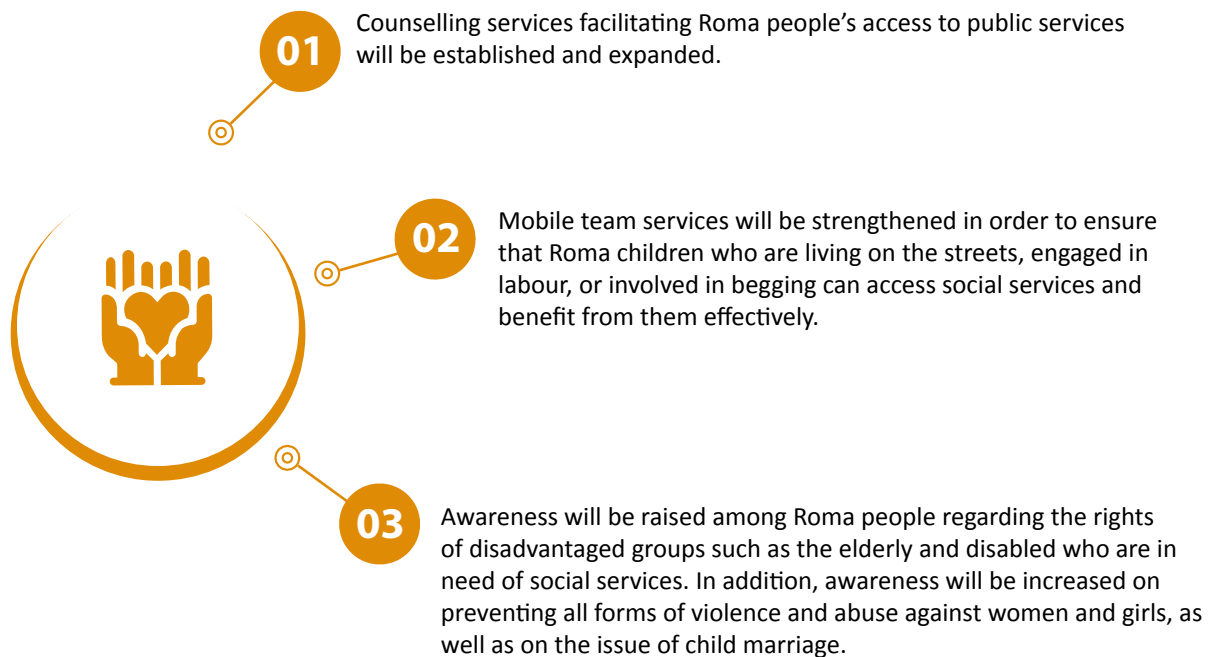 01
Counselling services facilitating Roma people’s access to public services
will be established and expanded.
02
Mobile team services will be strengthened in order to ensure
that Roma children who are living on the streets, engaged in
labour, or involved in begging can access social services and
benefit from them effectively.
03
Awareness will be raised among Roma people regarding the rights
of disadvantaged groups such as the elderly and disabled who are in
need of social services. In addition, awareness will be increased on
preventing all forms of violence and abuse against women and girls, as
well as on the issue of child marriage.